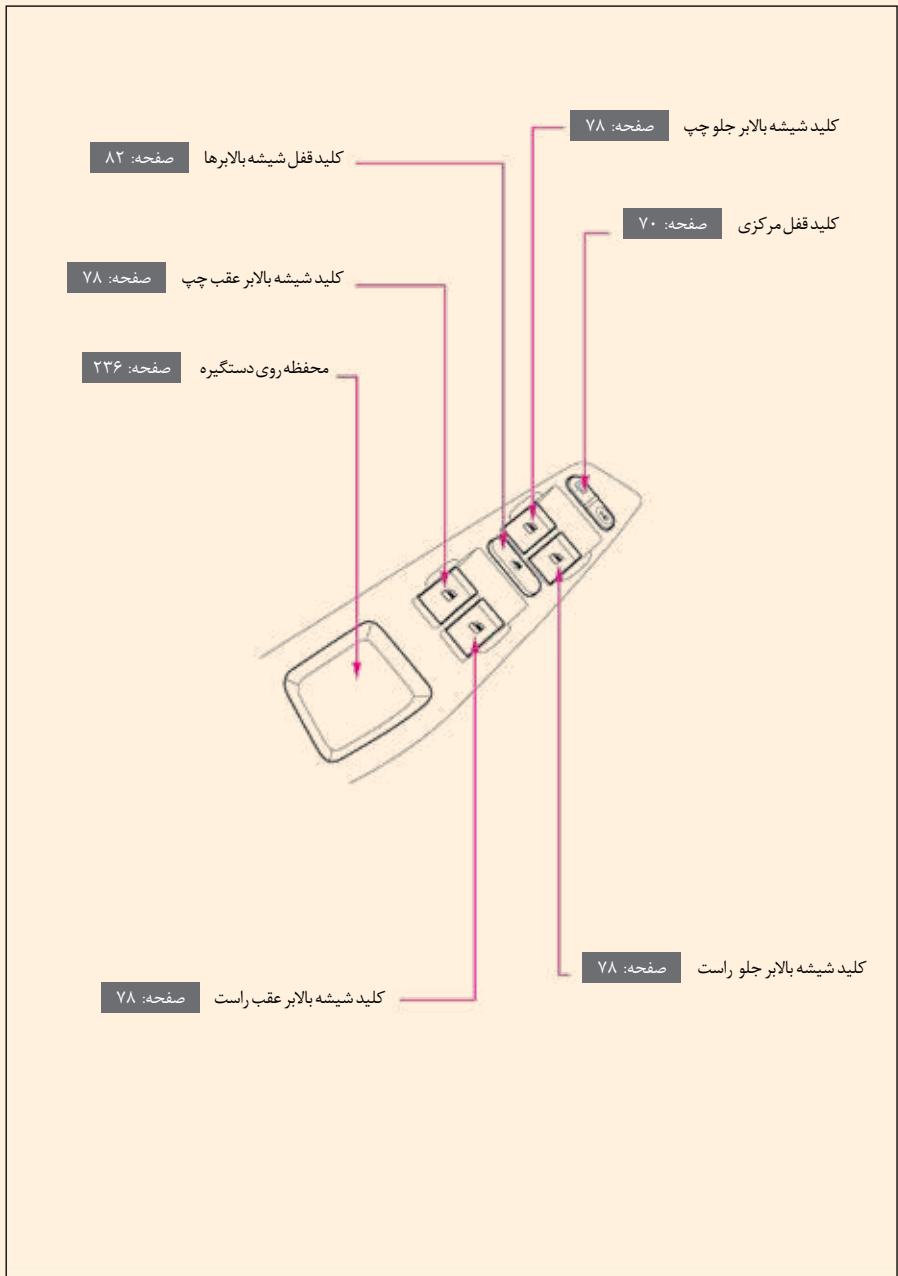 کلید شیشه بالابر جلو چپ صفحه: ۷۸
کلید قفل شیشه بالابرها صفحه: ۸۲
کلید قفل مرکزی صفحه: ۷۰
کلید شیشه بالابر عقب چپ صفحه: ۷۸
محفظه روی دستگیره صفحه: ۲۳۶
کلید شیشه بالابر جلو راست صفحه: ۷۸
کلید شیشه بالابر عقب راست صفحه: ۷۸